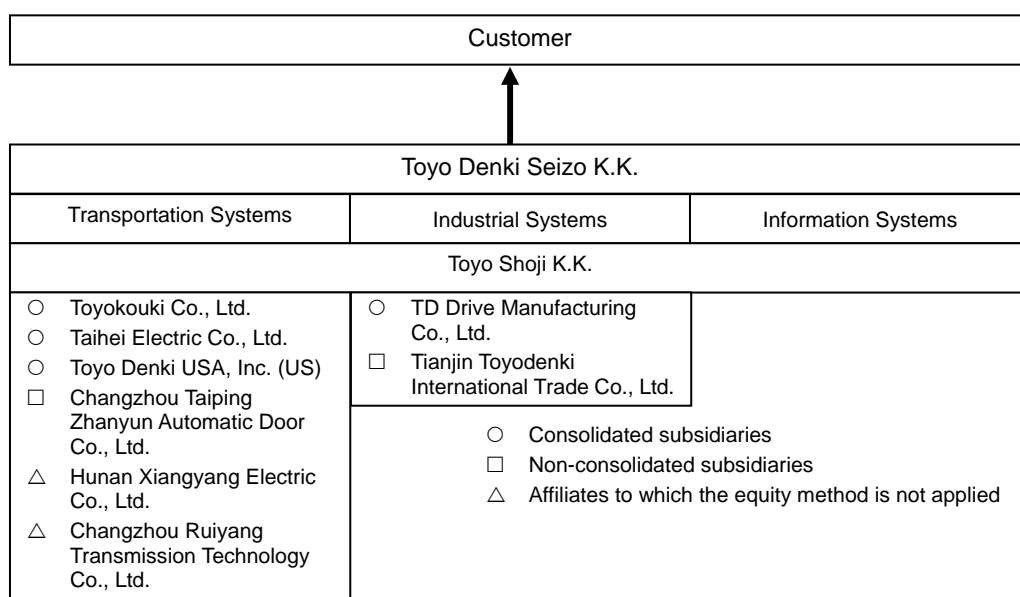 Customer
Toyo Denki Seizo K.K.
Transportation Systems
Industrial Systems
Information Systems
Toyo Shoji K.K.
○ Toyokouki Co., Ltd.
○ Taihei Electric Co., Ltd.
○ Toyo Denki USA, Inc. (US)
□ Changzhou Taiping
Zhanyun Automatic Door
Co., Ltd.
△ Hunan Xiangyang Electric
Co., Ltd.
△ Changzhou Ruiyang
Transmission Technology
Co., Ltd.
○ TD Drive Manufacturing
Co., Ltd.
□ Tianjin Toyodenki
International Trade Co., Ltd.
○ Consolidated subsidiaries
□ Non-consolidated subsidiaries
△ Affiliates to which the equity method is not applied